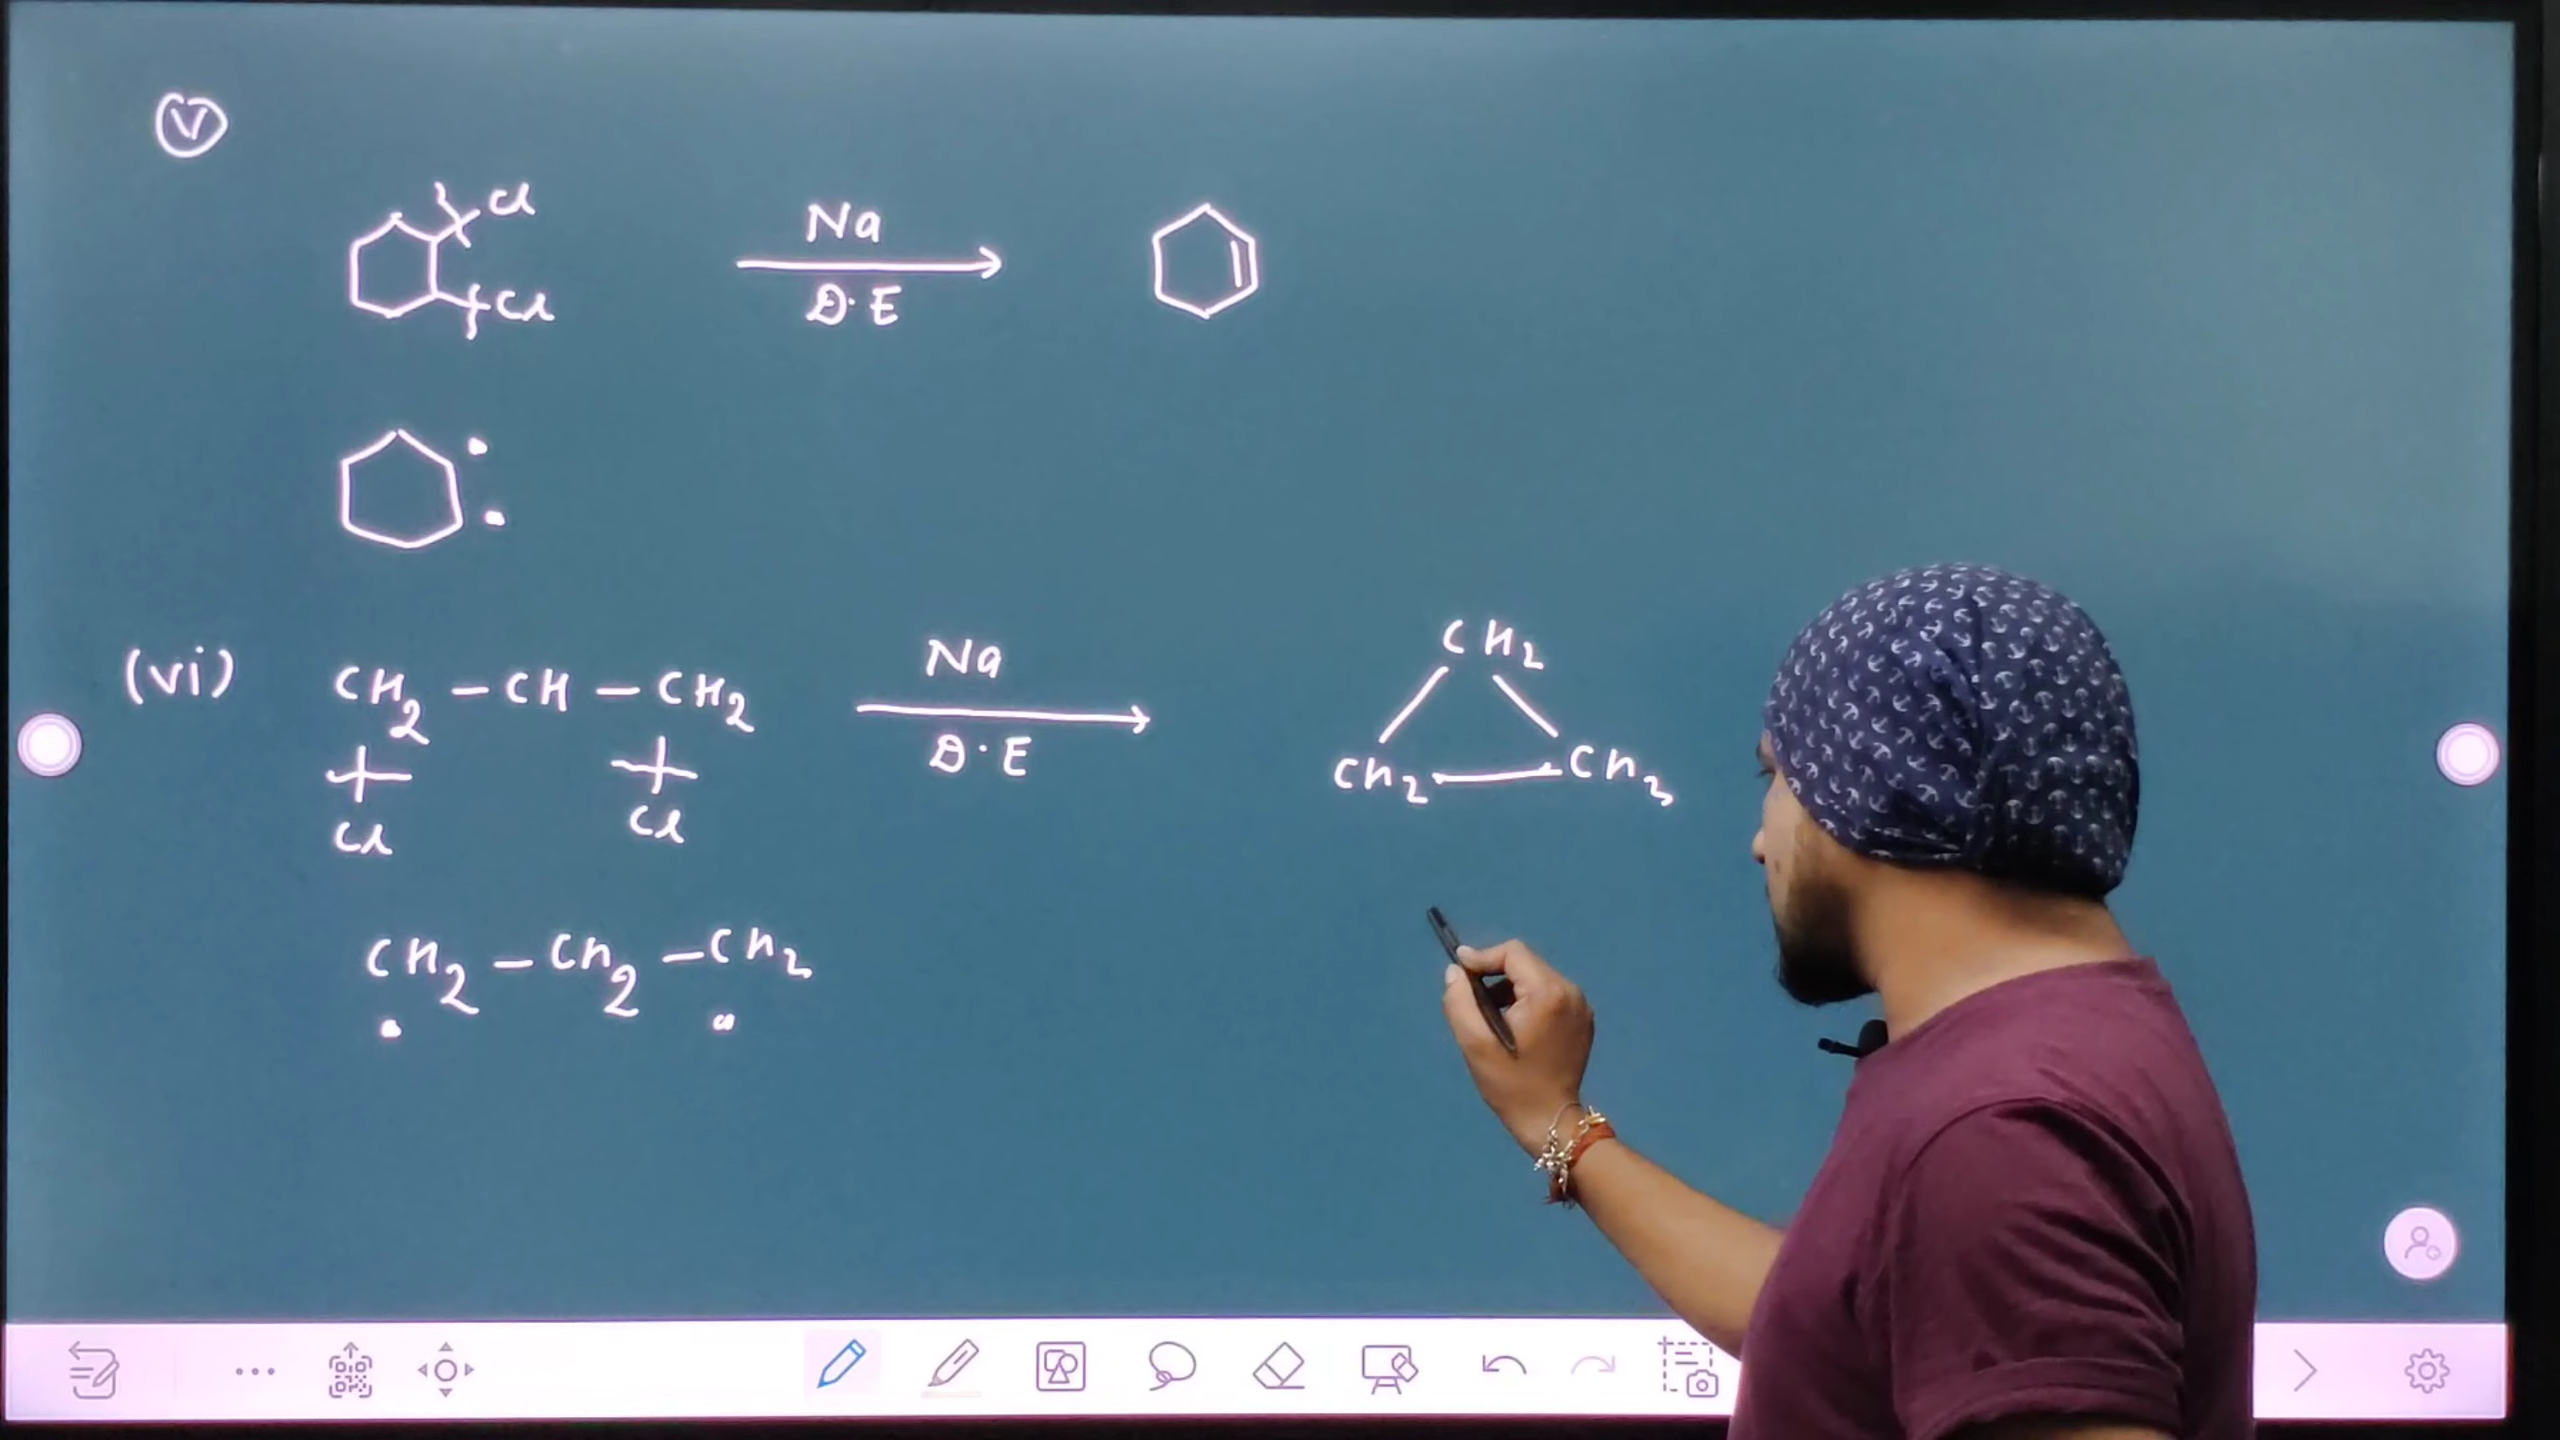 V
Cl
Na
Cl
D.E
(vi) CH2 – CH – CH2
Cl Cl
Na
D.E
CH2
CH2 CH2
CH2 – CH2 – CH2